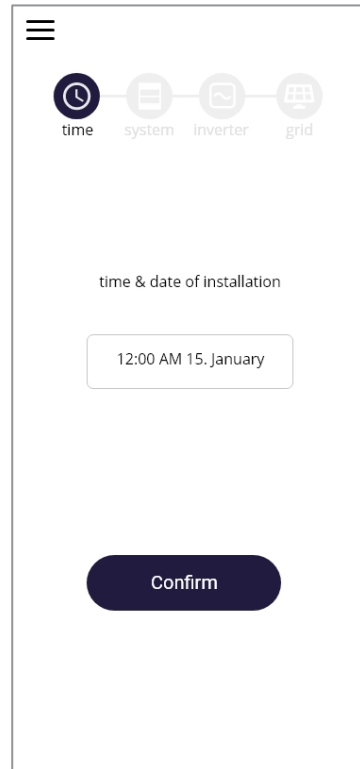 time system inverter grid
time & date of installation
12:00 AM 15. January
Confirm